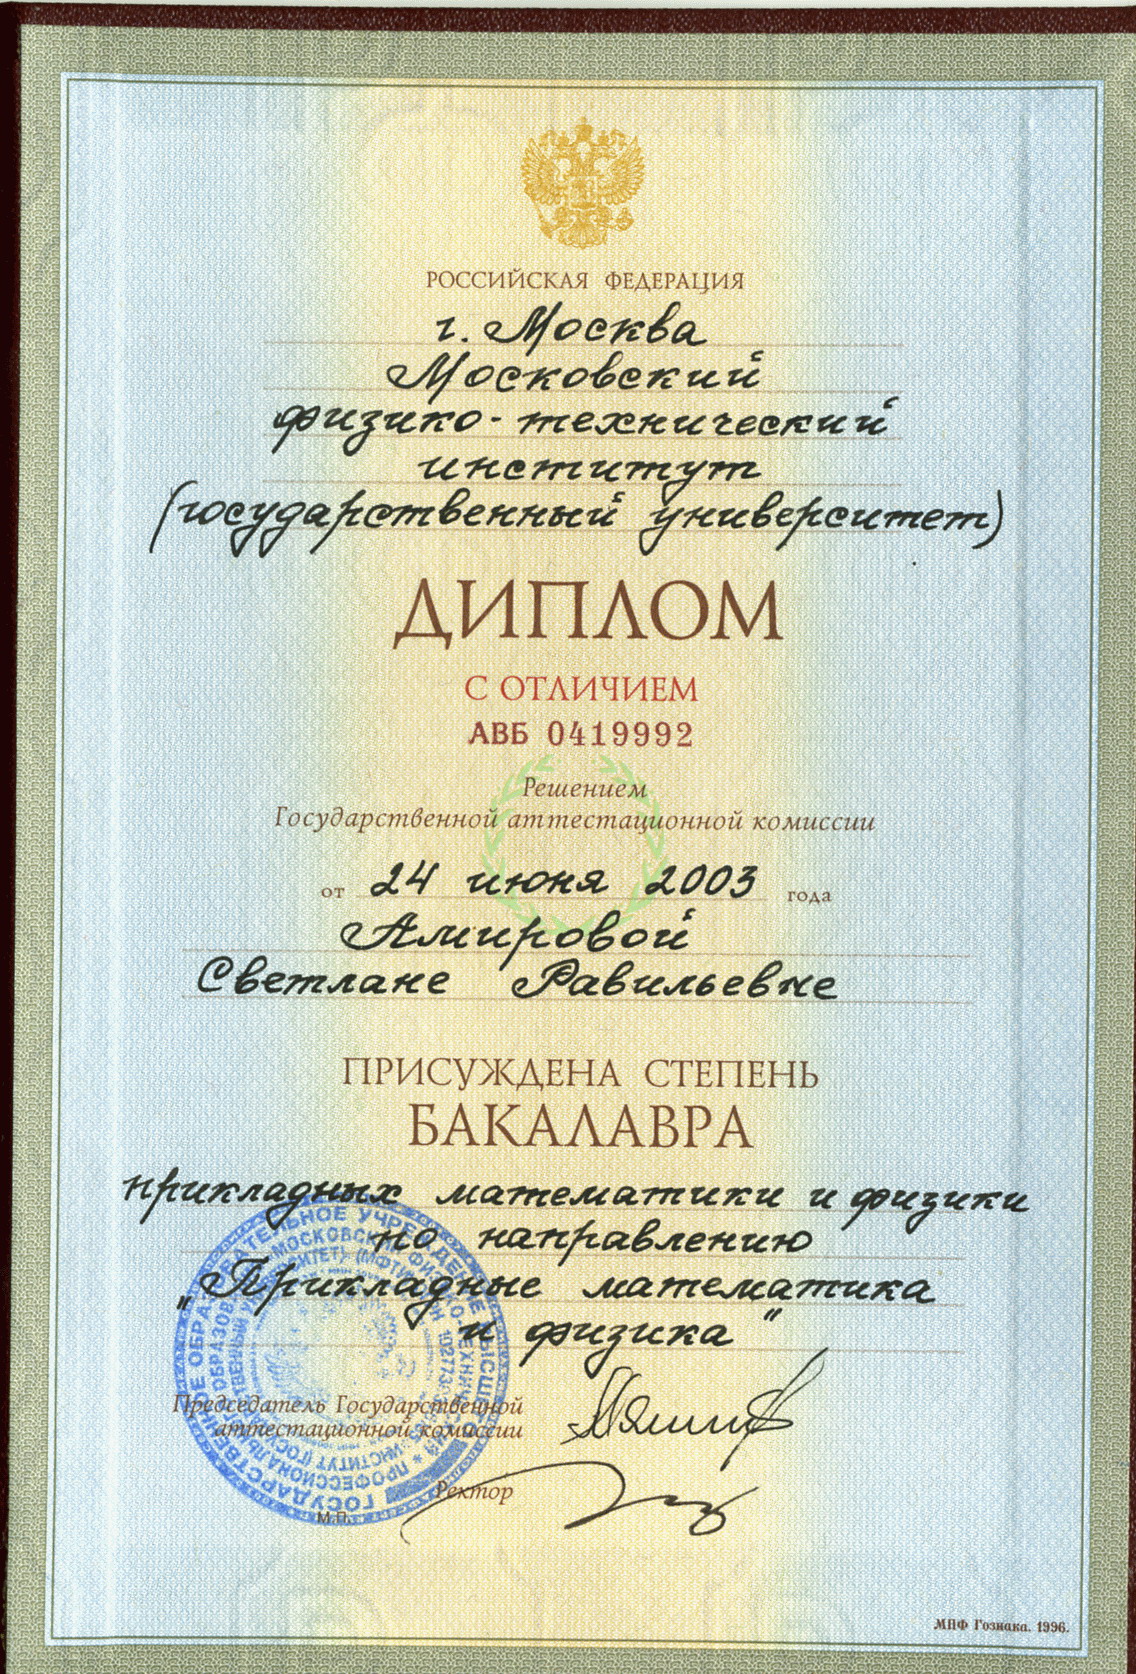 РОССИЙСКАЯ ФЕДЕРАЦИЯ
г. Москва
Московский
физико-технический
институт
(государственный университет)
ДИПЛОМ
С ОТЛИЧИЕМ
АВБ 0419992
Решением
Государственной аттестационной комиссии
от 24 июня 2003 года
Амировой
Светлане Равильевне
ПРИСУЖДЕНА СТЕПЕНЬ
БАКАЛАВРА
прикладных математики и физики
по направлению
„Прикладные математика
и физика"
Председатель Государственной
аттестационной комиссии
Ректор
М.П.
МПФ Гознака. 1996.